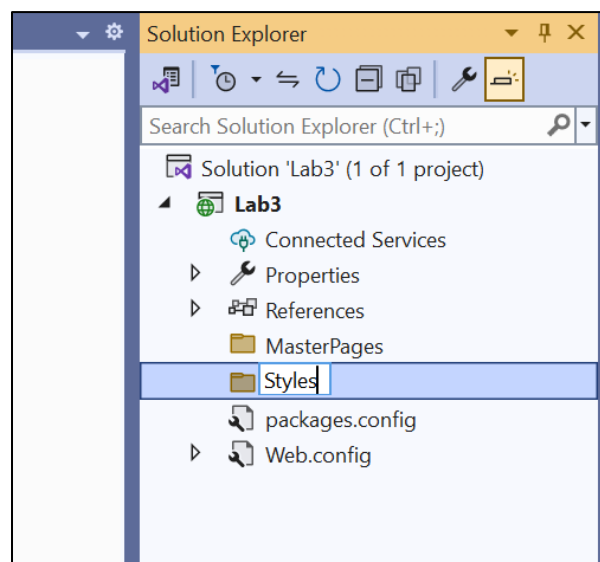 Solution Explorer
Search Solution Explorer (Ctrl+;)
Solution 'Lab3' (1 of 1 project)
Lab3
Connected Services
Properties
References
MasterPages
Styles
packages.config
Web.config